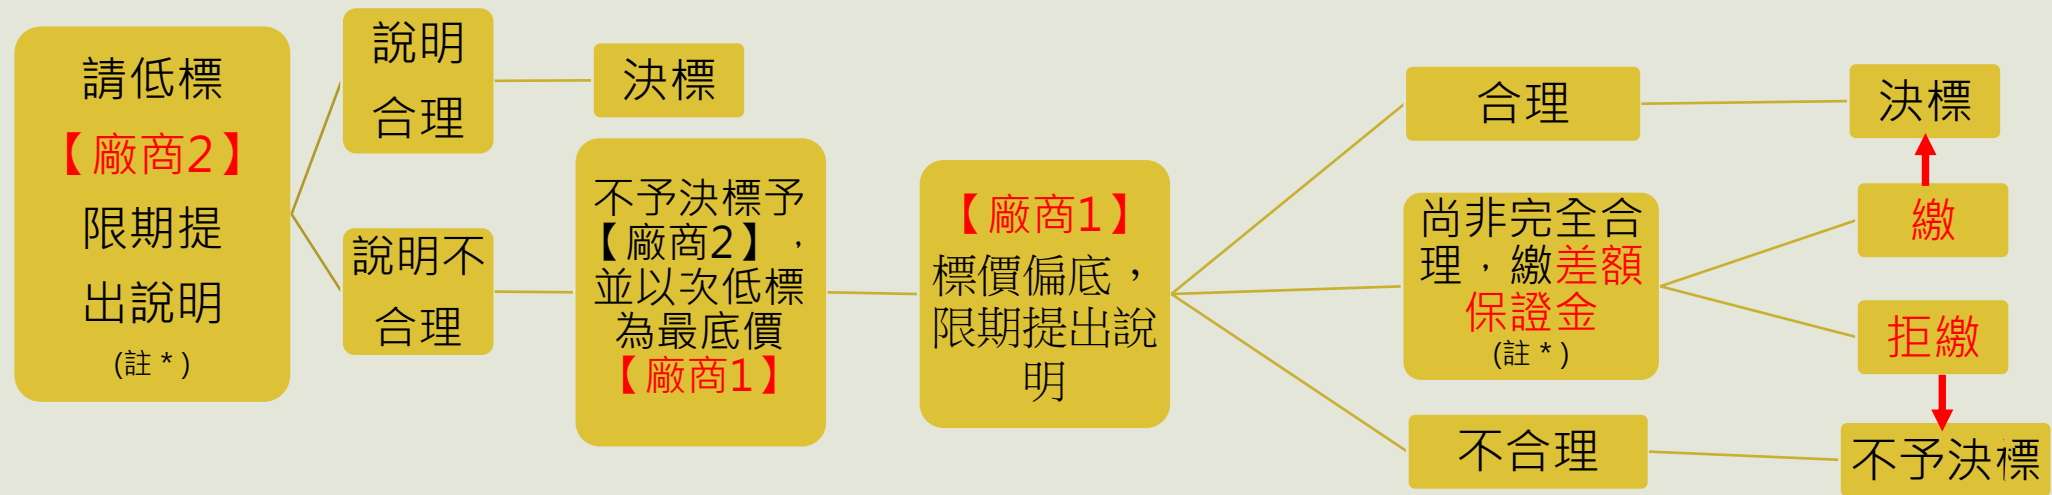 請低標
【廠商2】
限期提
出說明
(註 * )
說明
合理
決標
說明不
合理
不予決標予
【廠商2】，
並以次低標
為最底價
【廠商1】
【廠商1】
標價偏底，
限期提出說
明
合理
決標
尚非完全合
理，繳差額
保證金
(註 * )
繳
拒繳
不合理
不予決標